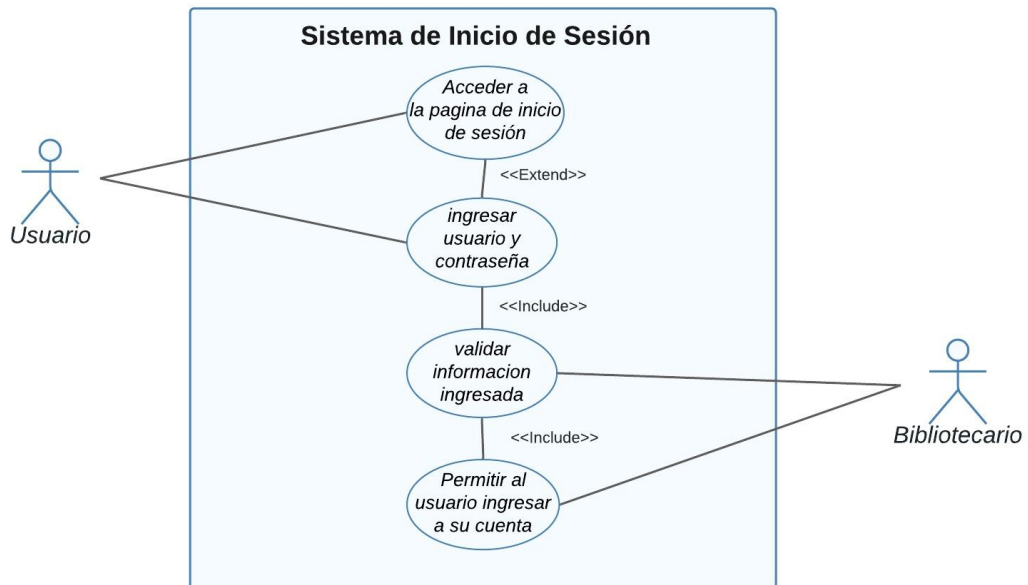 Sistema de Inicio de Sesión
Acceder a
la pagina de inicio
de sesión
<<Extend>>
Usuario
ingresar
usuario y
contraseña
<<Include>>
validar
informacion
ingresada
Bibliotecario
<<Include>>
Permitir al
usuario ingresar
a su cuenta